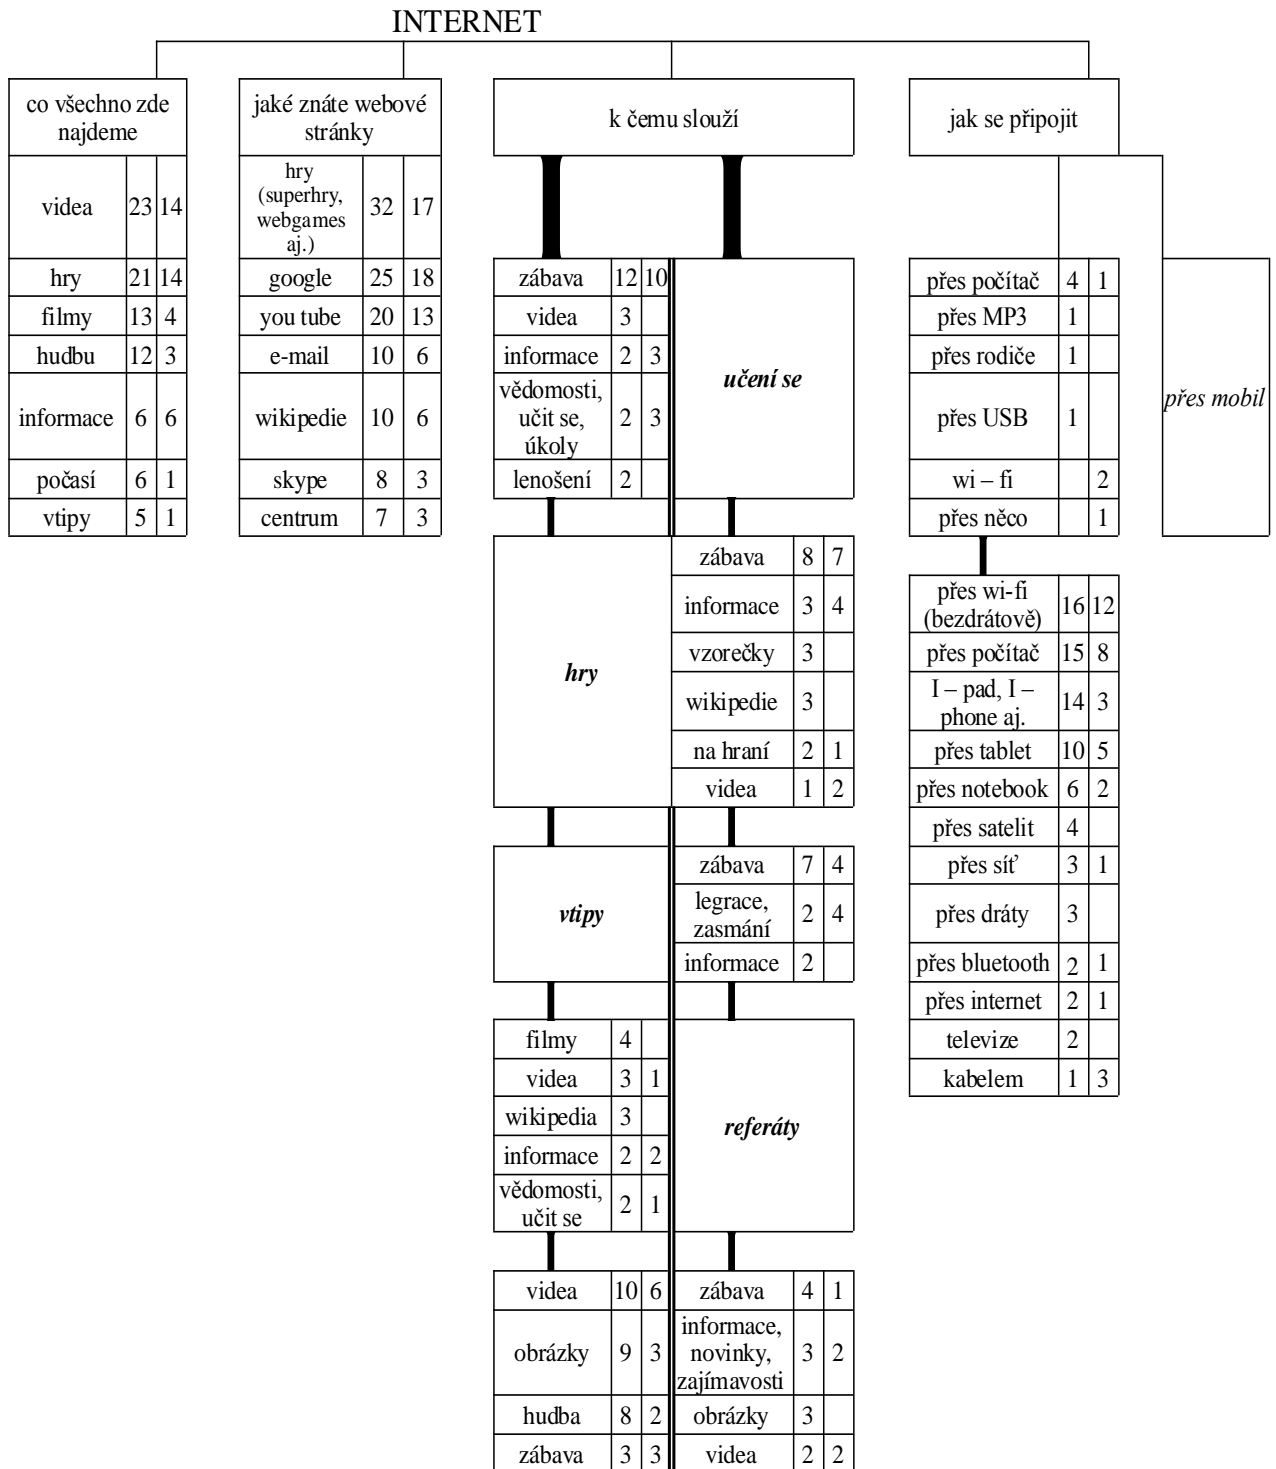 INTERNET
co všechno zde
najdeme
videa 23 14
hry 21 14
filmy 13 4
hudbu 12 3
informace 6 6
počasí 6 1
vtipy 5 1
jaké znáte webové
stránky
hry
(superhry,
webgames
aj.) 32 17
google 25 18
you tube 20 13
e-mail 10 6
wikipedie 10 6
skype 8 3
centrum 7 3
k čemu slouží
zábava 12 10
videa 3
informace 2 3
vědomosti,
učit se,
úkoly 2 3
lenošení 2
učení se
hry
zábava 8 7
informace 3 4
vzorečky 3
wikipedie 3
na hraní 2 1
videa 1 2
vtipy
zábava 7 4
legrace,
zasmání 2 4
informace 2
filmy 4
videa 3 1
wikipedia 3
informace 2 2
vědomosti,
učit se 2 1
referáty
videa 10 6
obrázky 9 3
hudba 8 2
zábava 3 3
zábava 4 1
informace,
novinky,
zajímavosti 3 2
obrázky 3
videa 2 2
jak se připojit
přes počítač 4 1
přes MP3 1
přes rodiče 1
přes USB 1
wi – fi 2
přes něco 1
přes mobil
přes wi-fi
(bezdrátově) 16 12
přes počítač 15 8
I – pad, I –
phone aj. 14 3
přes tablet 10 5
přes notebook 6 2
přes satelit 4
přes síť 3 1
přes dráty 3
přes bluetooth 2 1
přes internet 2 1
televize 2
kabelem 1 3